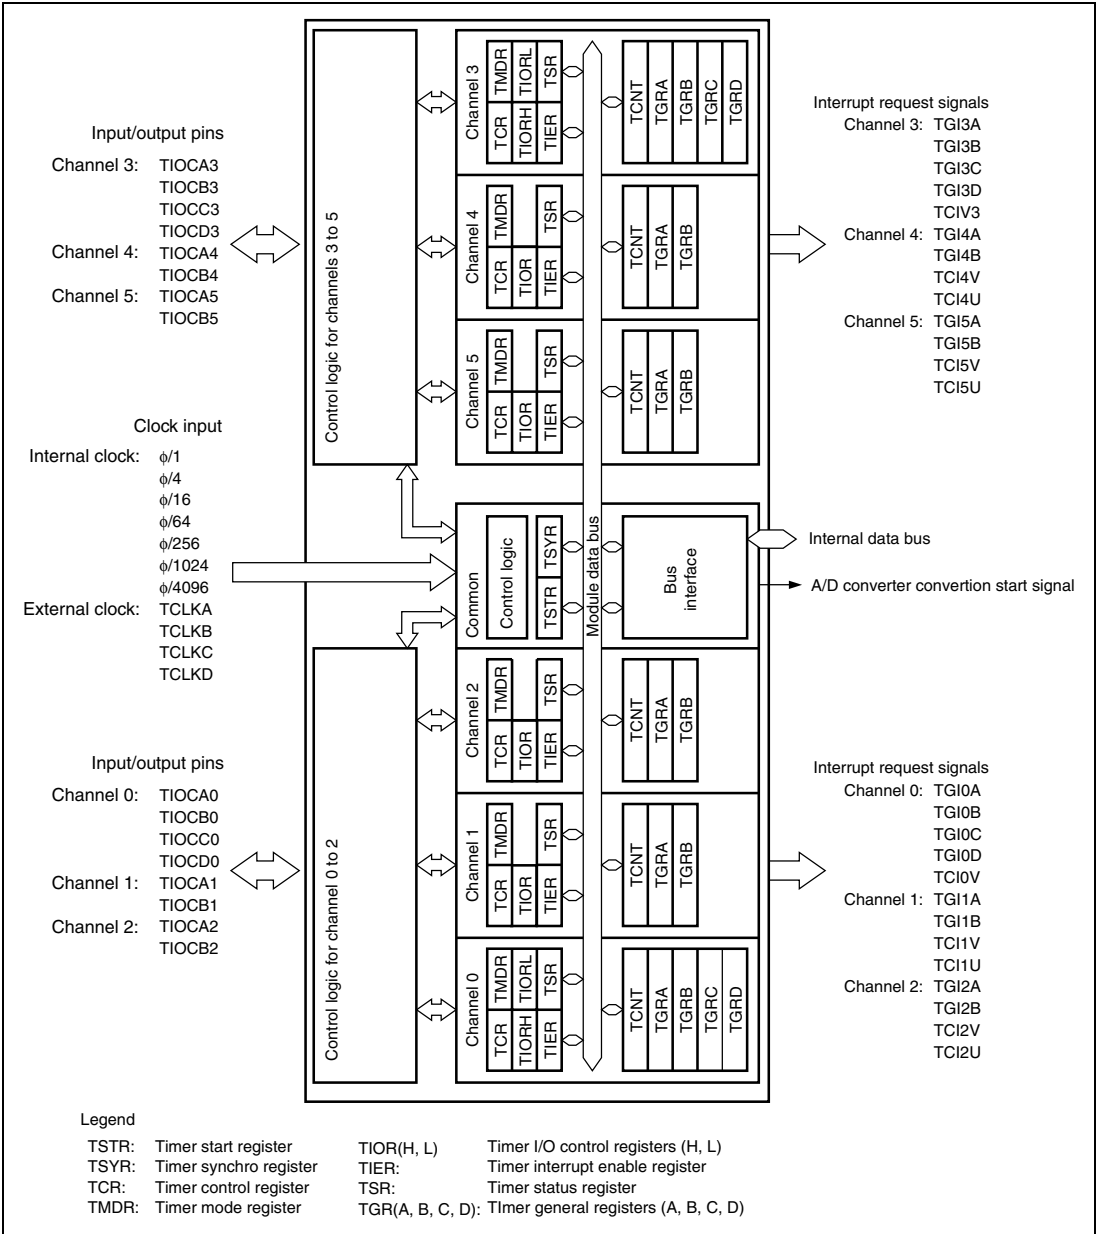 Input/output pins
Channel 3: TIOCA3
TIOCB3
TIOCC3
TIOCD3
Channel 4: TIOCA4
TIOCB4
Channel 5: TIOCA5
TIOCB5
Clock input
Internal clock: ϕ/1
ϕ/4
ϕ/16
ϕ/64
ϕ/256
ϕ/1024
ϕ/4096
External clock: TCLKA
TCLKB
TCLKC
TCLKD
Input/output pins
Channel 0: TIOCA0
TIOCB0
TIOCC0
TIOCD0
Channel 1: TIOCA1
TIOCB1
Channel 2: TIOCA2
TIOCB2
Control logic for channels 3 to 5
Control logic for channel 0 to 2
Channel 3
TCR TMDR
TIORH TIORL
TIER TSR
TCNT
TGRA
TGRB
TGRC
TGRD
Channel 4
TCR TMDR
TIOR
TIER TSR
TCNT
TGRA
TGRB
Channel 5
TCR TMDR
TIOR
TIER TSR
TCNT
TGRA
TGRB
Common
Control logic
TSTR TSYR
Module data bus
Bus
interface
Channel 2
TCR TMDR
TIOR
TIER TSR
TCNT
TGRA
TGRB
Channel 1
TCR TMDR
TIOR
TIER TSR
TCNT
TGRA
TGRB
Channel 0
TCR TMDR
TIORH TIORL
TIER TSR
TCNT
TGRA
TGRB
TGRC
TGRD
Interrupt request signals
Channel 3: TGI3A
TGI3B
TGI3C
TGI3D
TCIV3
Channel 4: TGI4A
TGI4B
TCI4V
TCI4U
Channel 5: TGI5A
TGI5B
TCI5V
TCI5U
Internal data bus
A/D converter convertion start signal
Interrupt request signals
Channel 0: TGI0A
TGI0B
TGI0C
TGI0D
TCI0V
Channel 1: TGI1A
TGI1B
TCI1V
TCI1U
Channel 2: TGI2A
TGI2B
TCI2V
TCI2U
Legend
TSTR: Timer start register
TSYR: Timer synchro register
TCR: Timer control register
TMDR: Timer mode register
TIOR(H, L) Timer I/O control registers (H, L)
TIER: Timer interrupt enable register
TSR: Timer status register
TGR(A, B, C, D): TImer general registers (A, B, C, D)